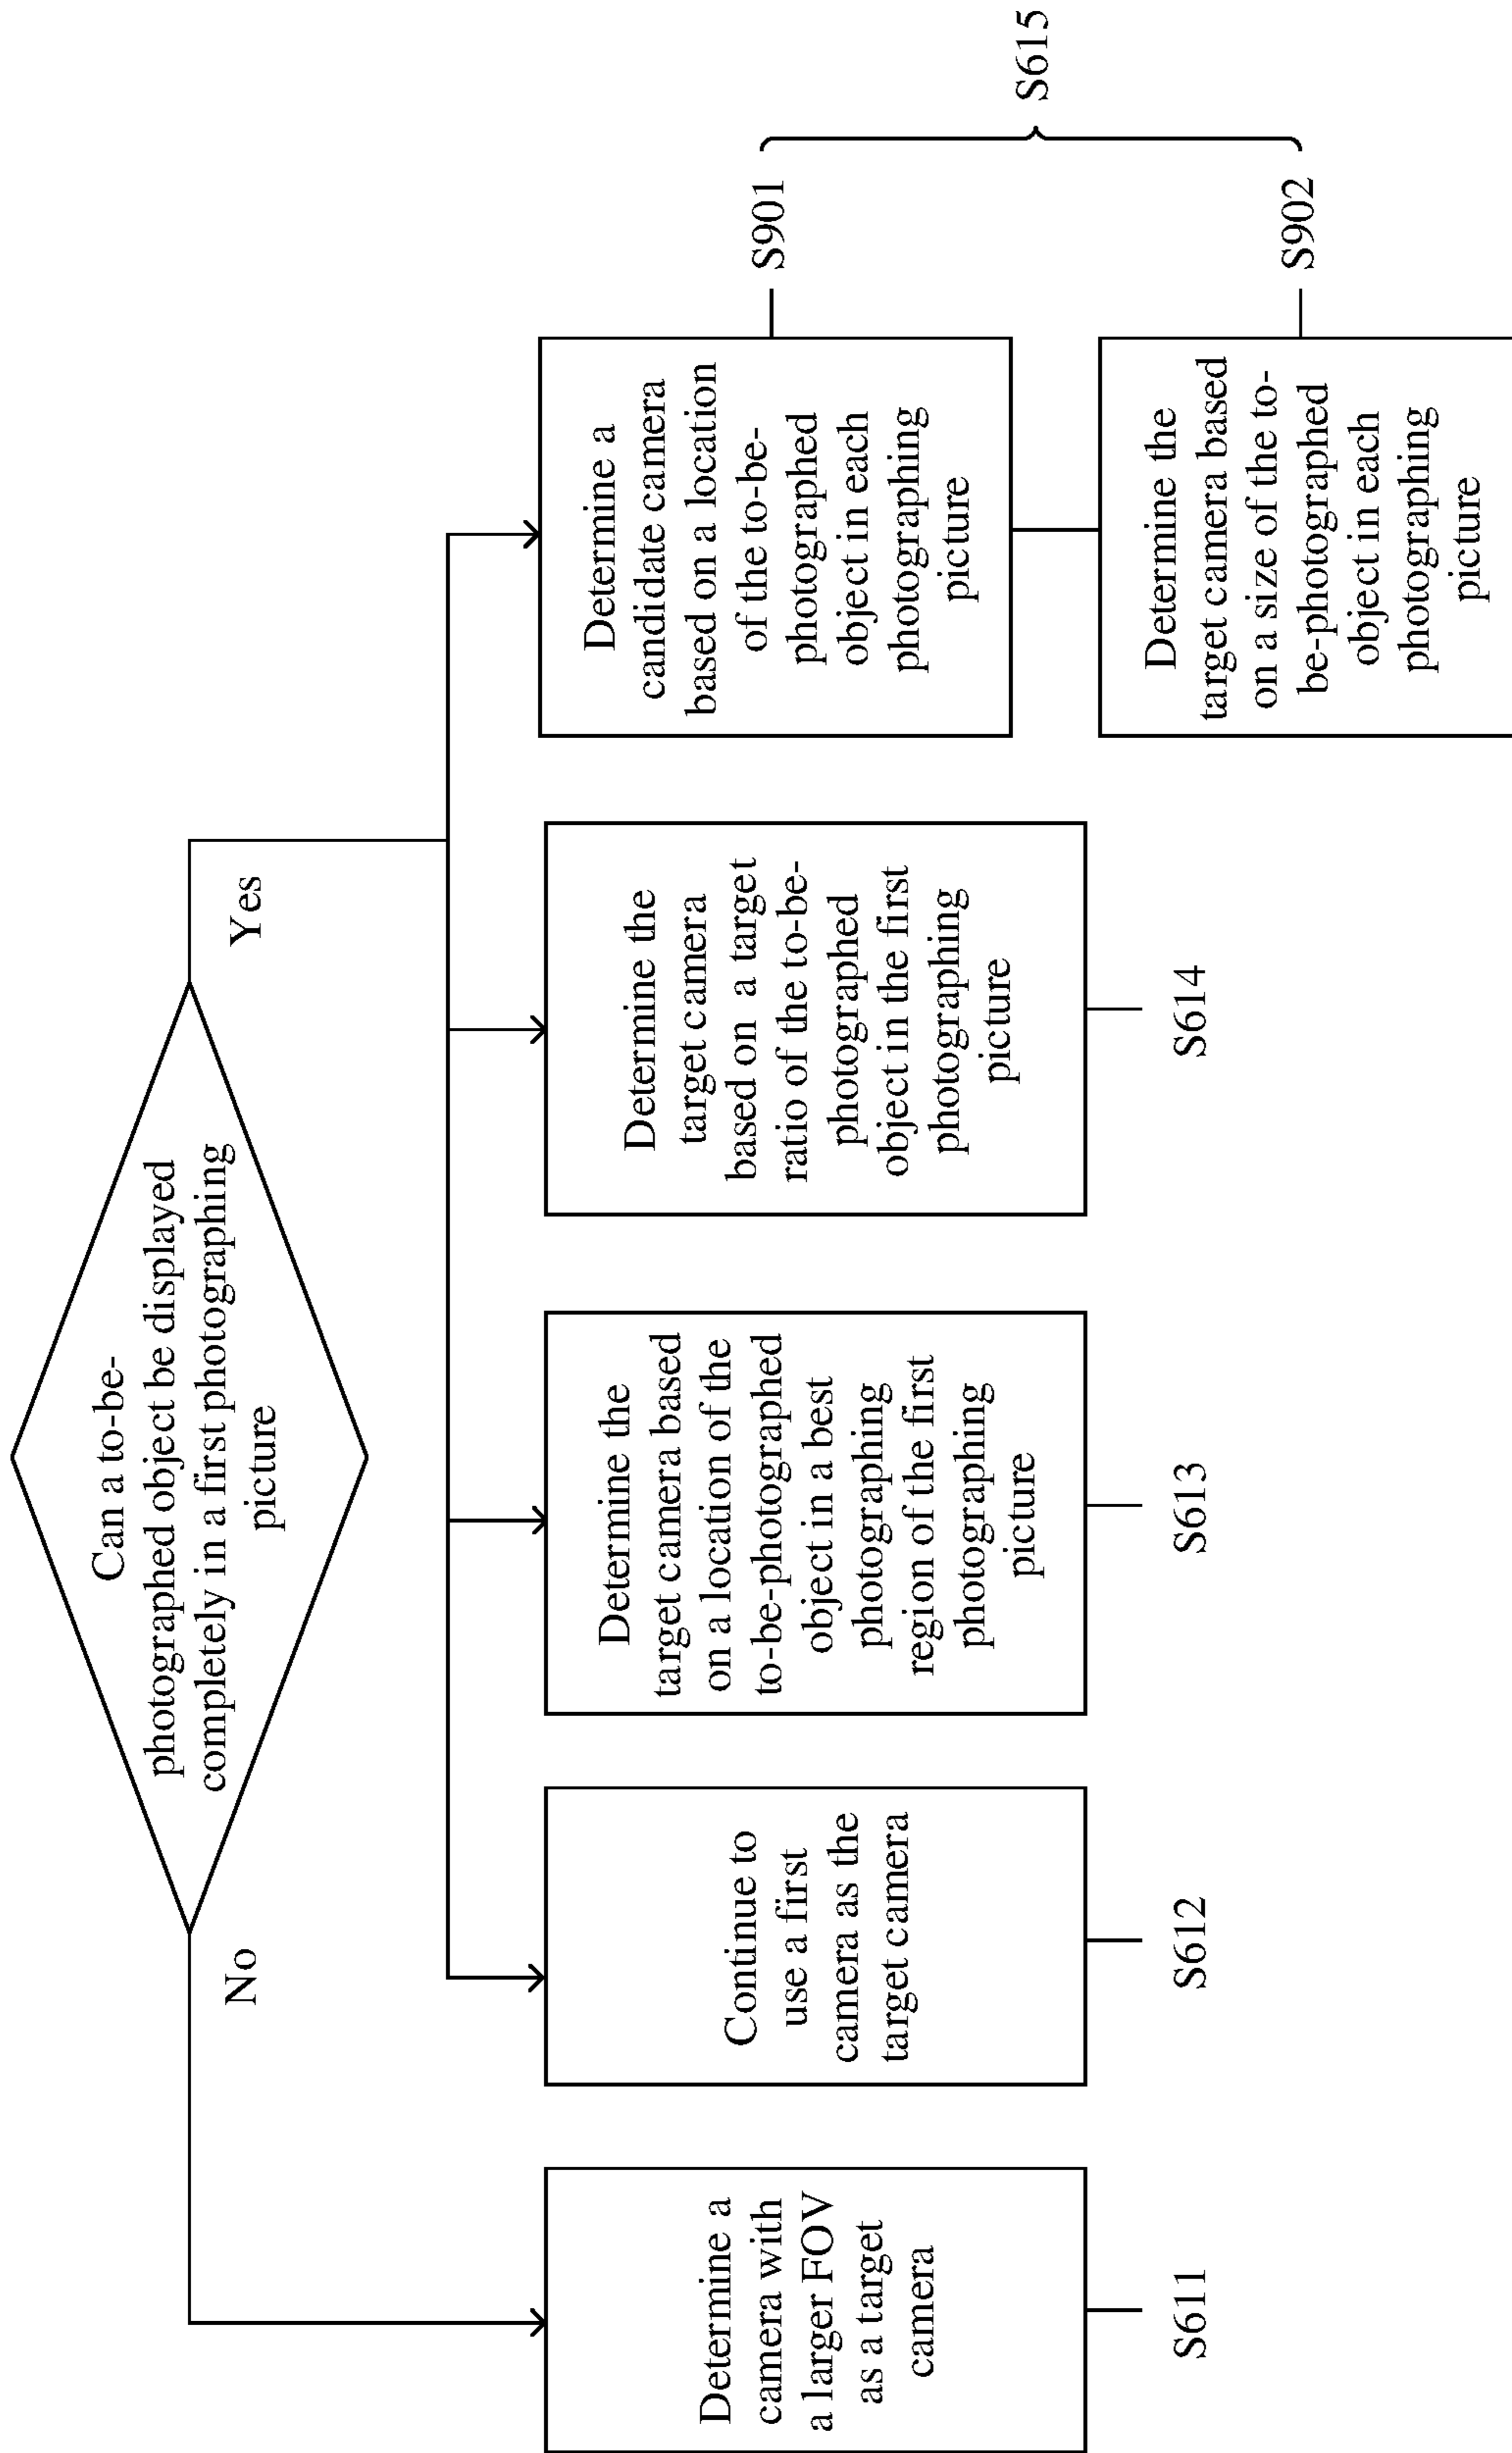 Can a to-be-
photographed object be displayed
completely in a first photographing
picture
No
Yes
Determine a
camera with
a larger FOV
as a target
camera
S611
Continue to
use a first
camera as the
target camera
S612
Determine the
target camera based
on a location of the
to-be-photographed
object in a best
photographing
region of the first
photographing
picture
S613
Determine the
target camera
based on a target
ratio of the to-be-
photographed
object in the first
photographing
picture
S614
Determine a
candidate camera
based on a location
of the to-be-
photographed
object in each
photographing
picture
S901
Determine the
target camera based
on a size of the to-
be-photographed
object in each
photographing
picture
S902
S615